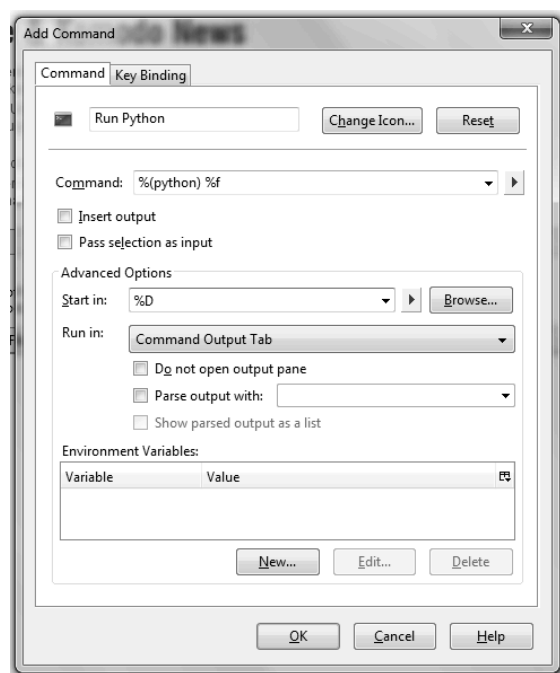 Komodo News
Add Command
Command
Key Binding
Run Python
Change Icon...
Reset
Command:
%(python) %f
Insert output
Pass selection as input
Advanced Options
Start in:
%D
Browse...
Run in:
Command Output Tab
Do not open output pane
Parse output with:
Show parsed output as a list
Environment Variables:
Variable
Value
New...
Edit...
Delete
OK
Cancel
Help